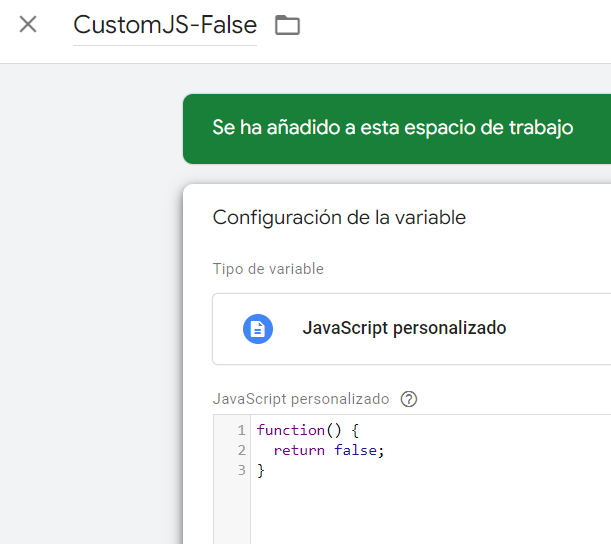 CustomJS-False
Se ha añadido a esta espacio de trabajo
Configuración de la variable
Tipo de variable
JavaScript personalizado
JavaScript personalizado ?
1 function() {
2   return false;
3 }